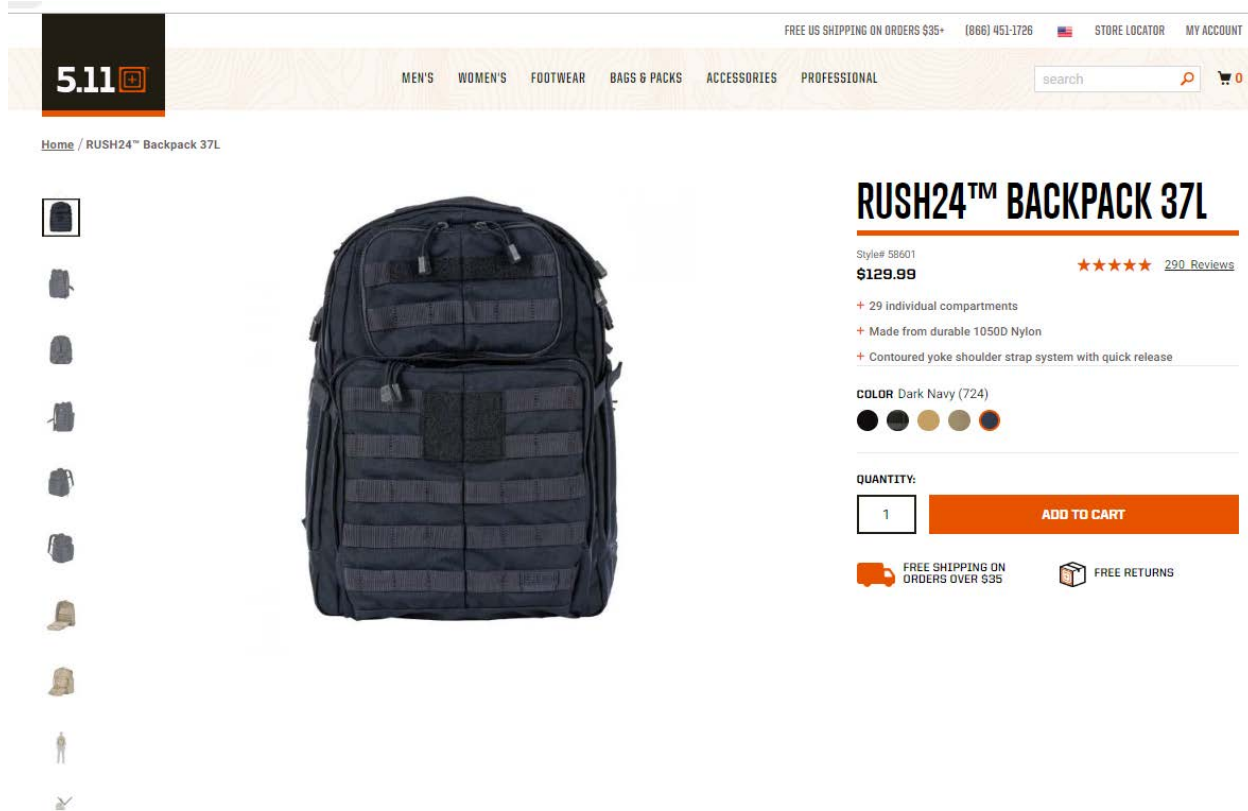 FREE US SHIPPING ON ORDERS $35+ (866) 451-1726 STORE LOCATOR MY ACCOUNT
5.11
MEN'S WOMEN'S FOOTWEAR BAGS & PACKS ACCESSORIES PROFESSIONAL search 0
Home / RUSH24™ Backpack 37L
RUSH24™ BACKPACK 37L
Style# 58601
$129.99
290 Reviews
+ 29 individual compartments
+ Made from durable 1050D Nylon
+ Contoured yoke shoulder strap system with quick release
COLOR Dark Navy (724)
QUANTITY:
1 ADD TO CART
FREE SHIPPING ON
ORDERS OVER $35
FREE RETURNS